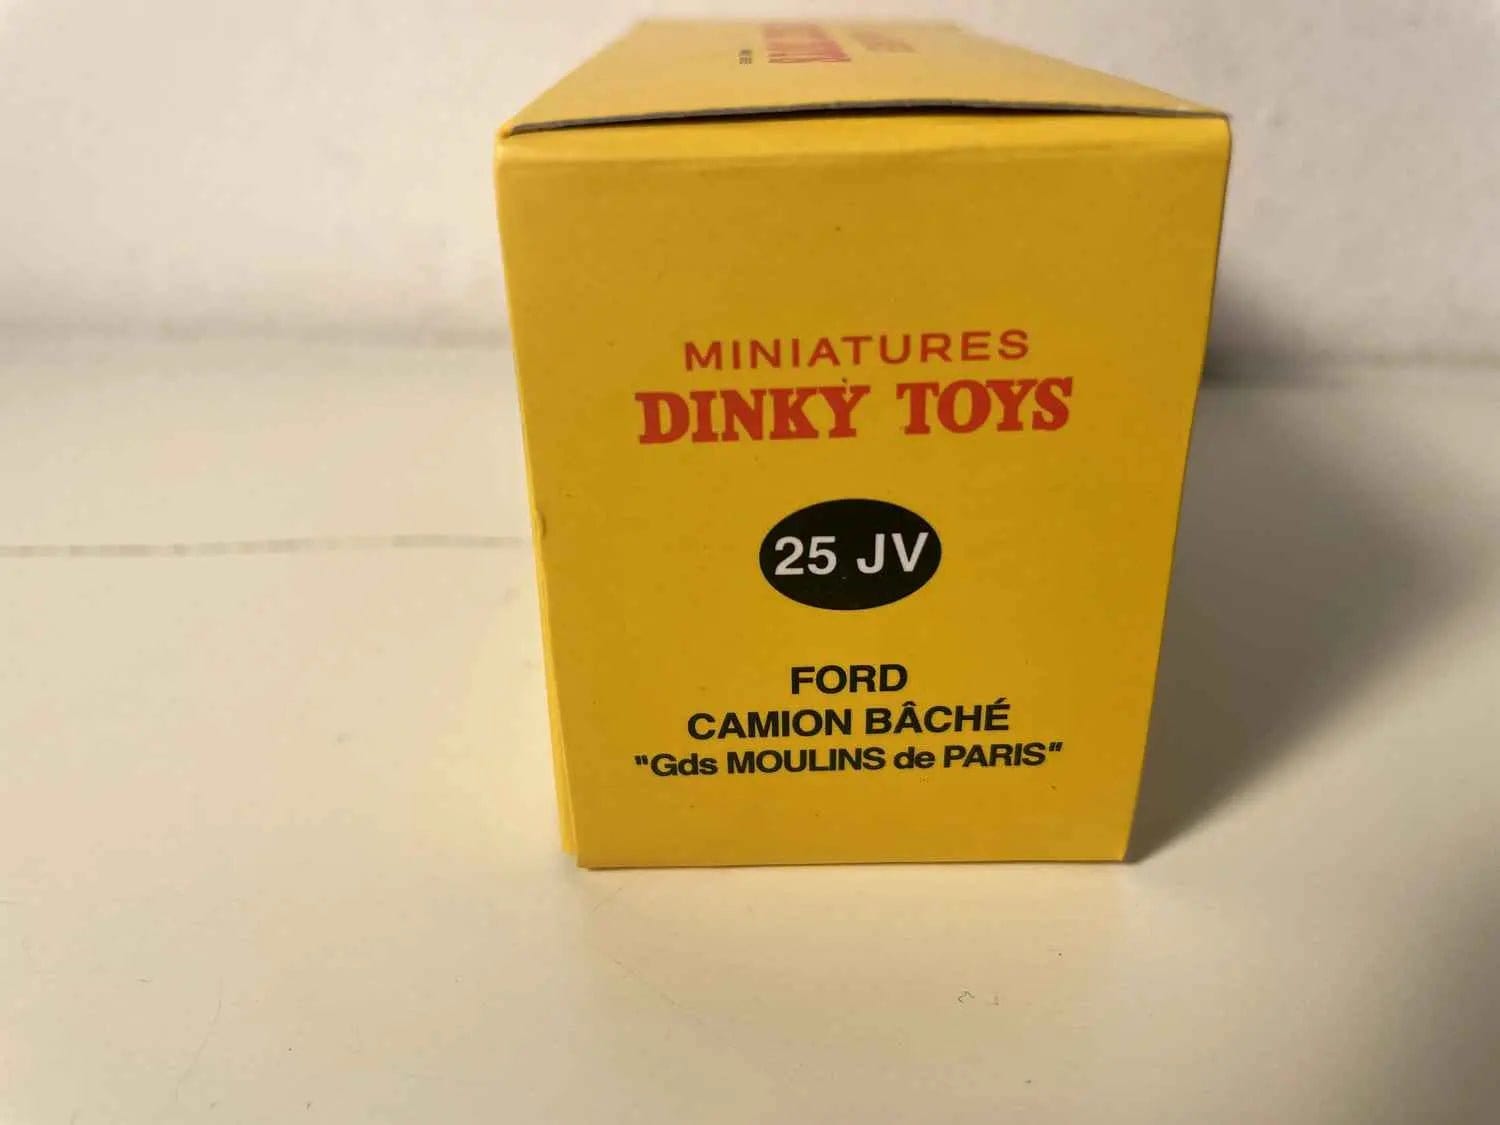 MINIATURES
DINKY TOYS
25 JV
FORD
CAMION BÂCHÉ
"Gds MOULINS de PARIS"